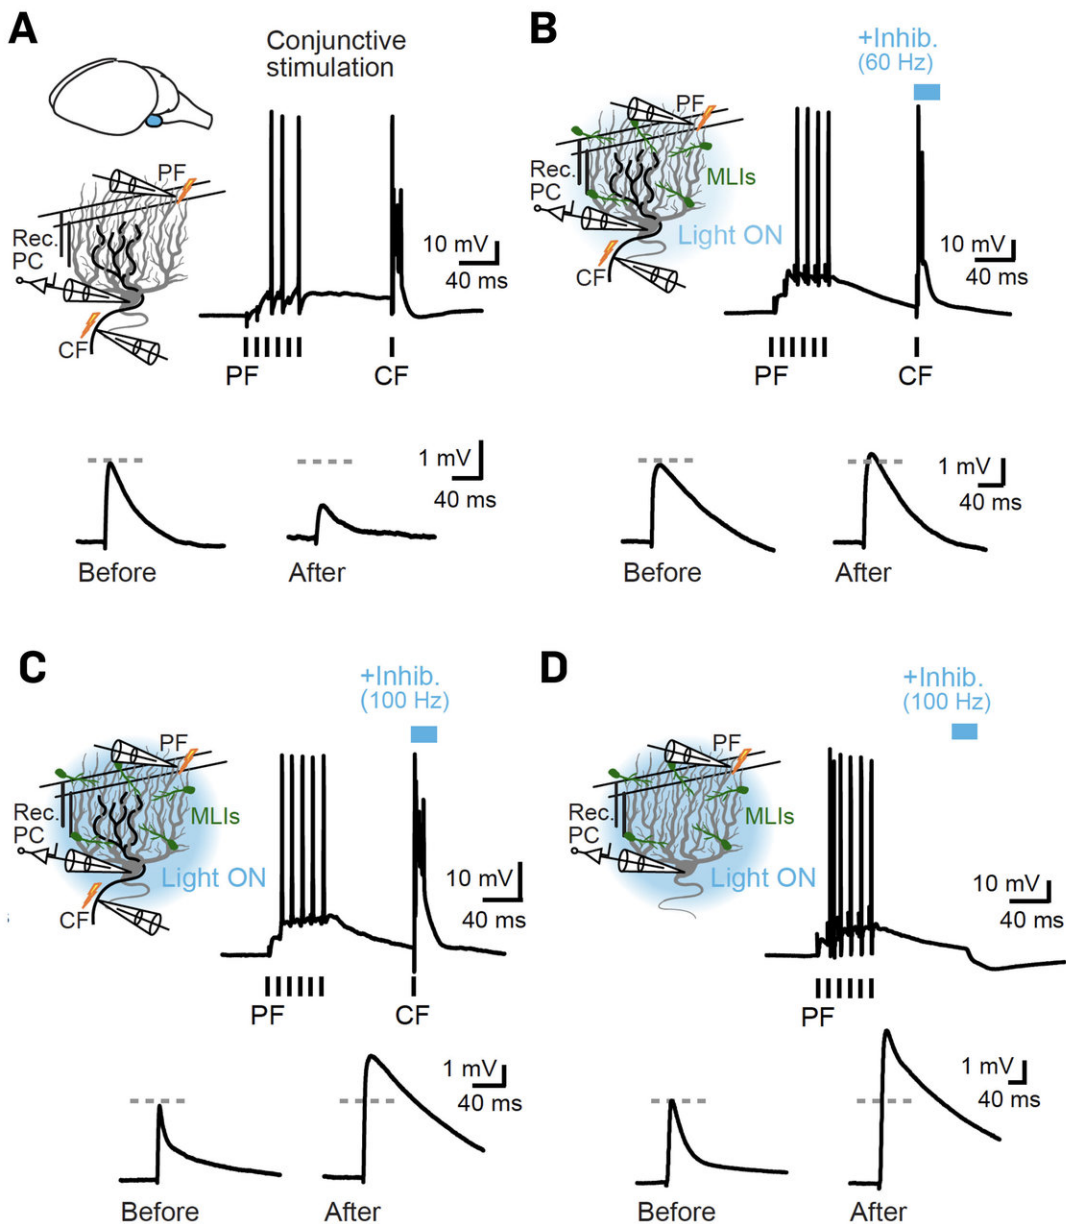 A
Conjunctive
stimulation
PF
Rec.
PC
CF
10 mV
40 ms
PF
CF
1 mV
40 ms
Before
After
B
+Inhib.
(60 Hz)
PF
Rec.
PC
MLIs
Light ON
CF
10 mV
40 ms
PF
CF
1 mV
40 ms
Before
After
C
+Inhib.
(100 Hz)
PF
Rec.
PC
MLIs
Light ON
CF
10 mV
40 ms
PF
CF
1 mV
40 ms
Before
After
D
+Inhib.
(100 Hz)
PF
Rec.
PC
MLIs
Light ON
10 mV
40 ms
PF
1 mV
40 ms
Before
After